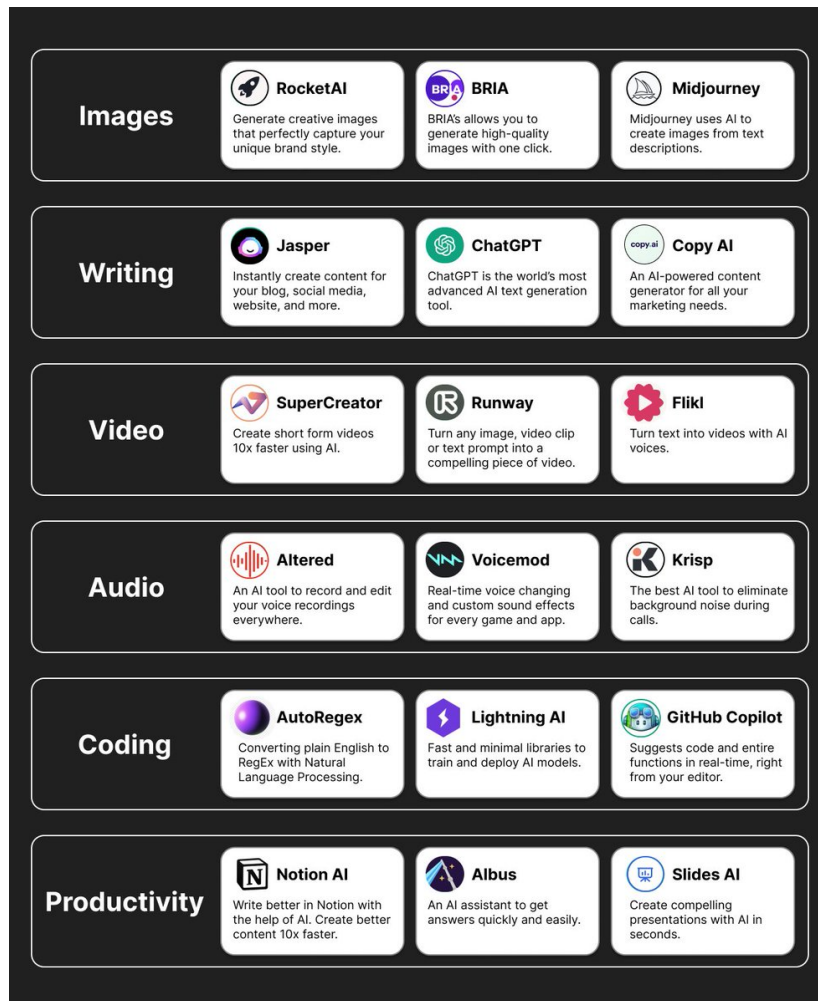 Images
RocketAI
Generate creative images
that perfectly capture your
unique brand style.
BRIA
BRIA
BRIA's allows you to
generate high-quality
images with one click.
Midjourney
Midjourney uses AI to
create images from text
descriptions.
Writing
Jasper
Instantly create content for
your blog, social media,
website, and more.
ChatGPT
ChatGPT is the world's most
advanced AI text generation
tool.
copy.ai
Copy AI
An AI-powered content
generator for all your
marketing needs.
Video
SuperCreator
Create short form videos
10x faster using AI.
Runway
Turn any image, video clip
or text prompt into a
compelling piece of video.
Flikl
Turn text into videos with AI
voices.
Audio
Altered
An AI tool to record and edit
your voice recordings
everywhere.
Voicemod
Real-time voice changing
and custom sound effects
for every game and app.
Krisp
The best AI tool to eliminate
background noise during
calls.
Coding
AutoRegex
Converting plain English to
RegEx with Natural
Language Processing.
Lightning AI
Fast and minimal libraries to
train and deploy AI models.
GitHub Copilot
Suggests code and entire
functions in real-time, right
from your editor.
Productivity
N
Notion AI
Write better in Notion with
the help of AI. Create better
content 10x faster.
Albus
An AI assistant to get
answers quickly and easily.
Slides AI
Create compelling
presentations with AI in
seconds.